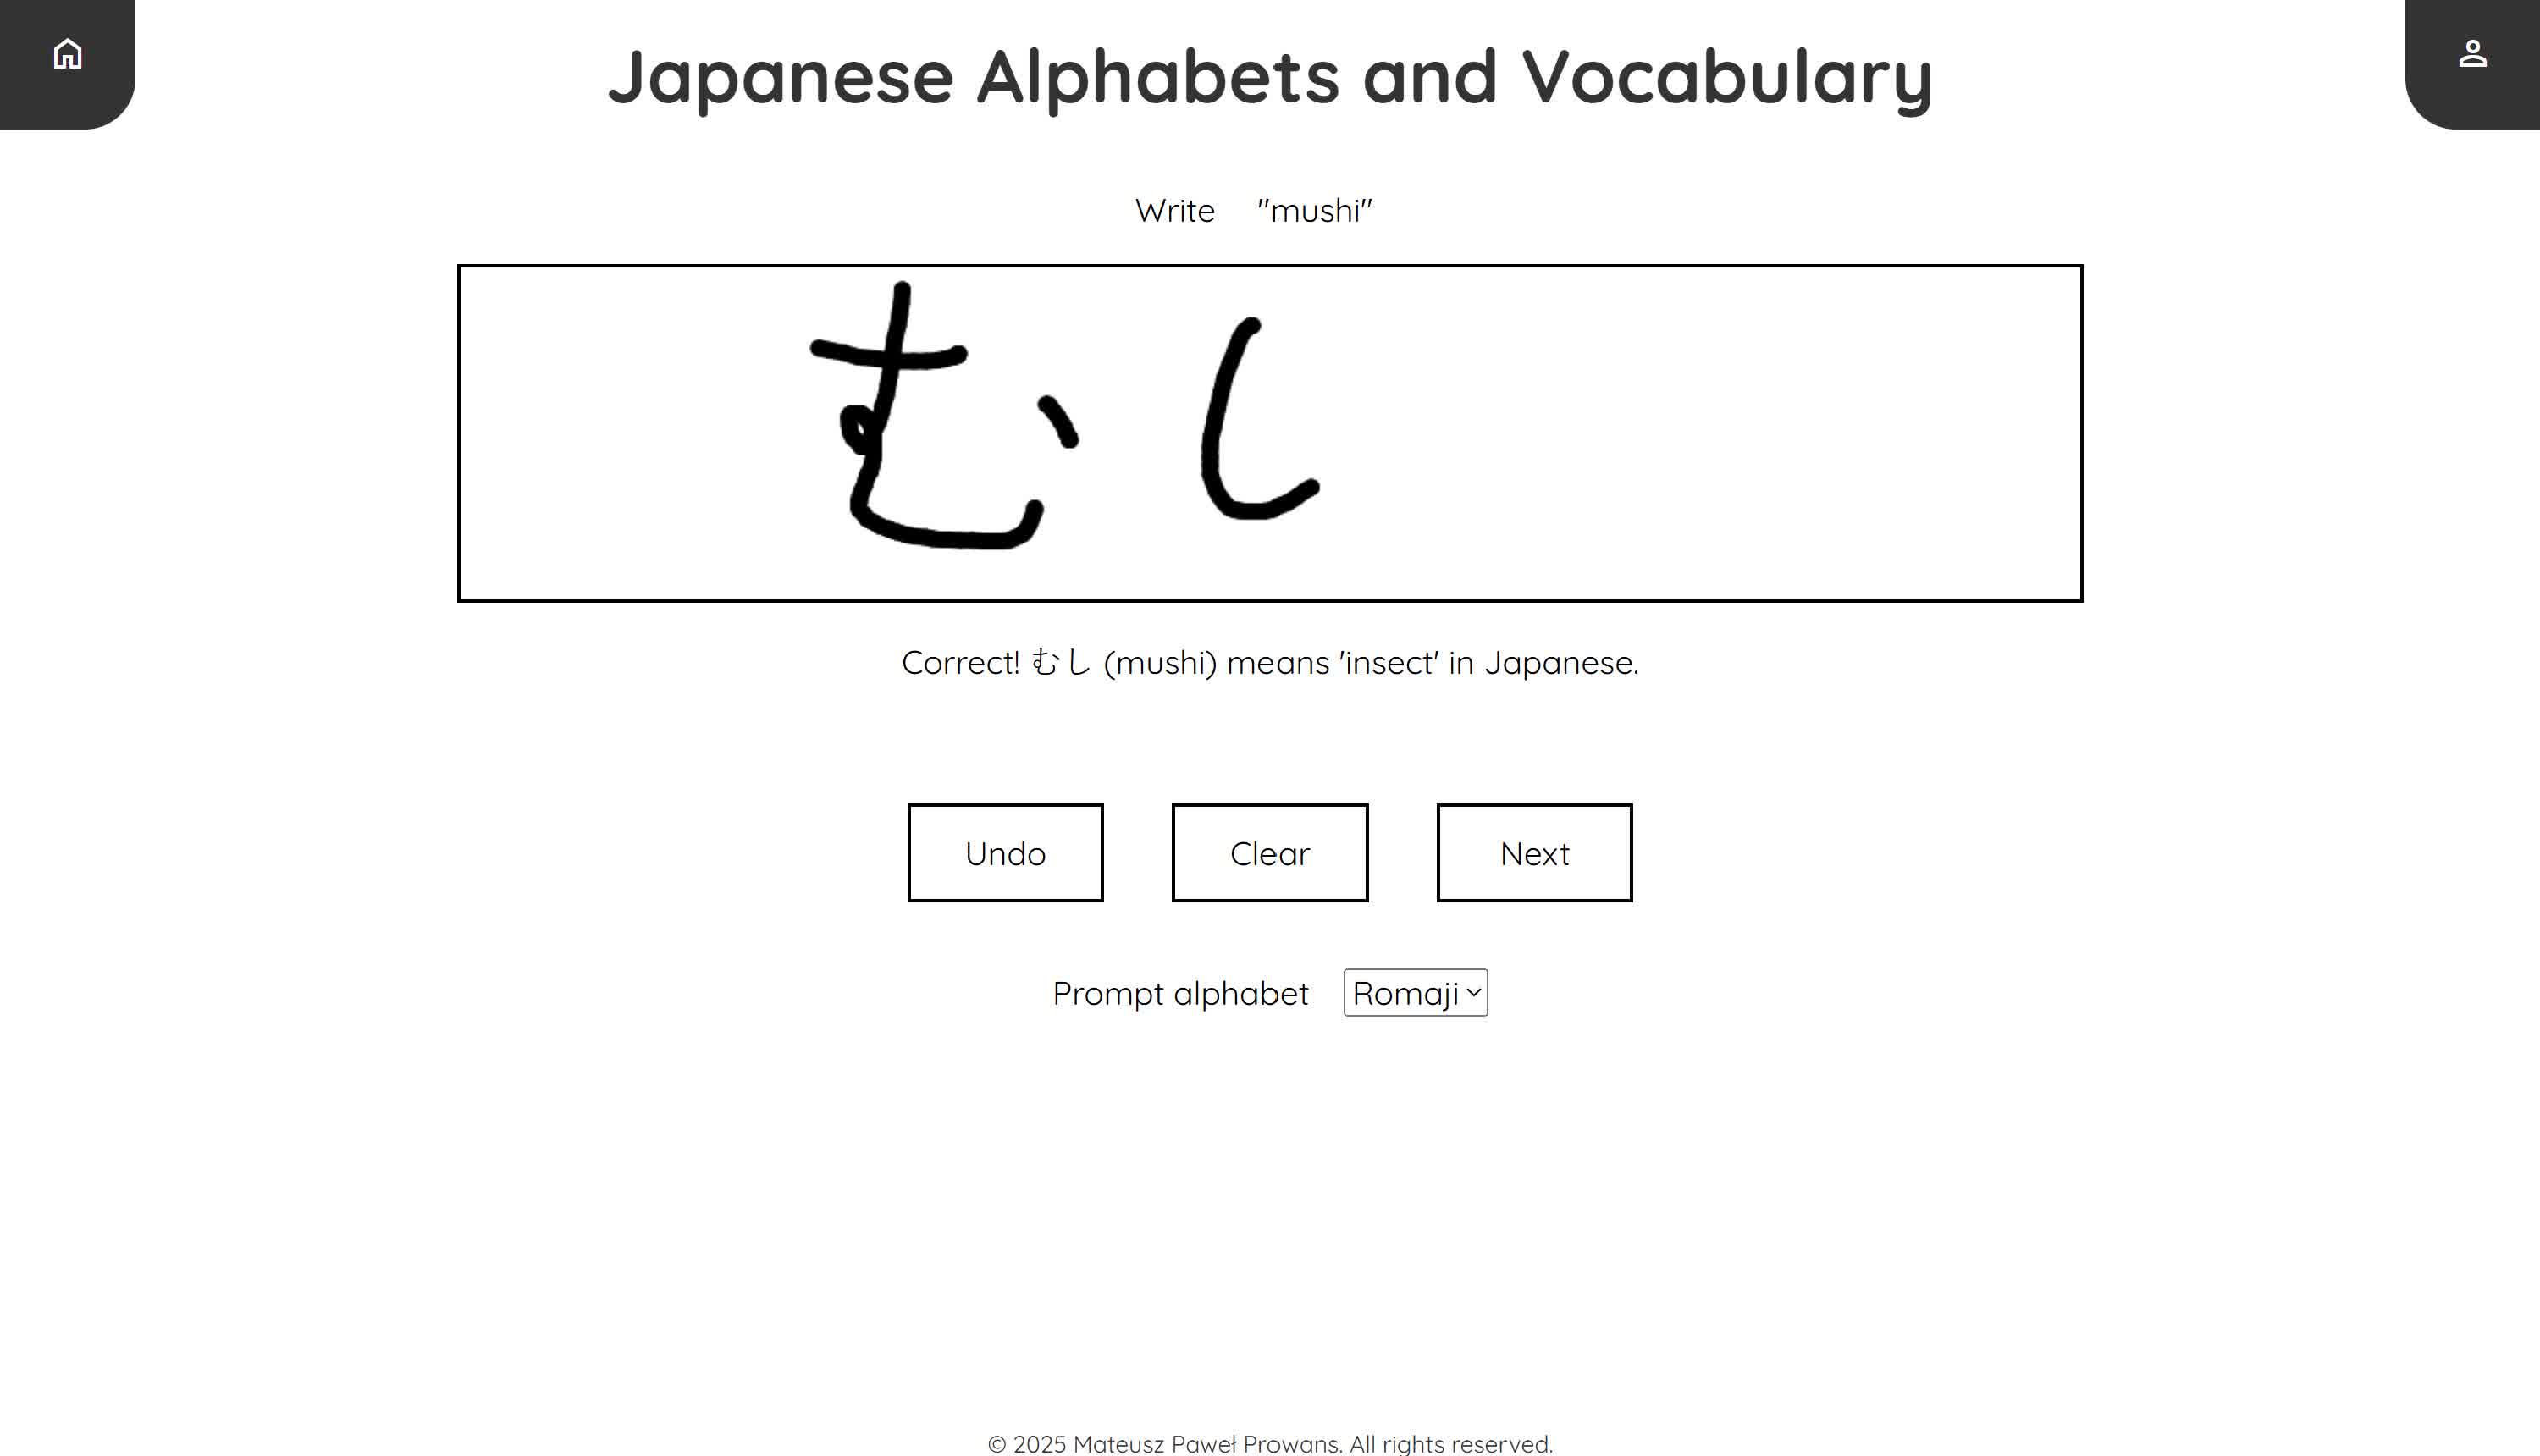 Japanese Alphabets and Vocabulary
Write "mushi"
むし
Correct! むし (mushi) means 'insect' in Japanese.
Undo Clear Next
Prompt alphabet Romaji
© 2025 Mateusz Paweł Prowans. All rights reserved.